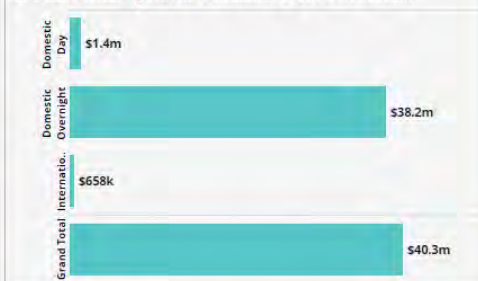 Domestic
Day
$1.4m
Domestic
Overnight
$38.2m
Internatio..
$658k
Grand Total
$40.3m